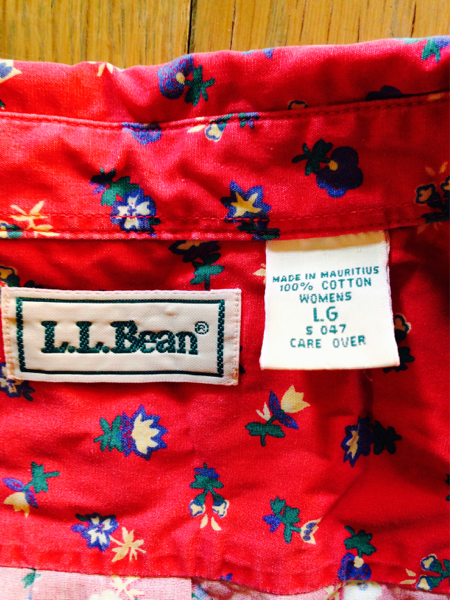 L.L.Bean®
MADE IN MAURITIUS
100% COTTON
WOMENS
LG
S 047
CARE OVER